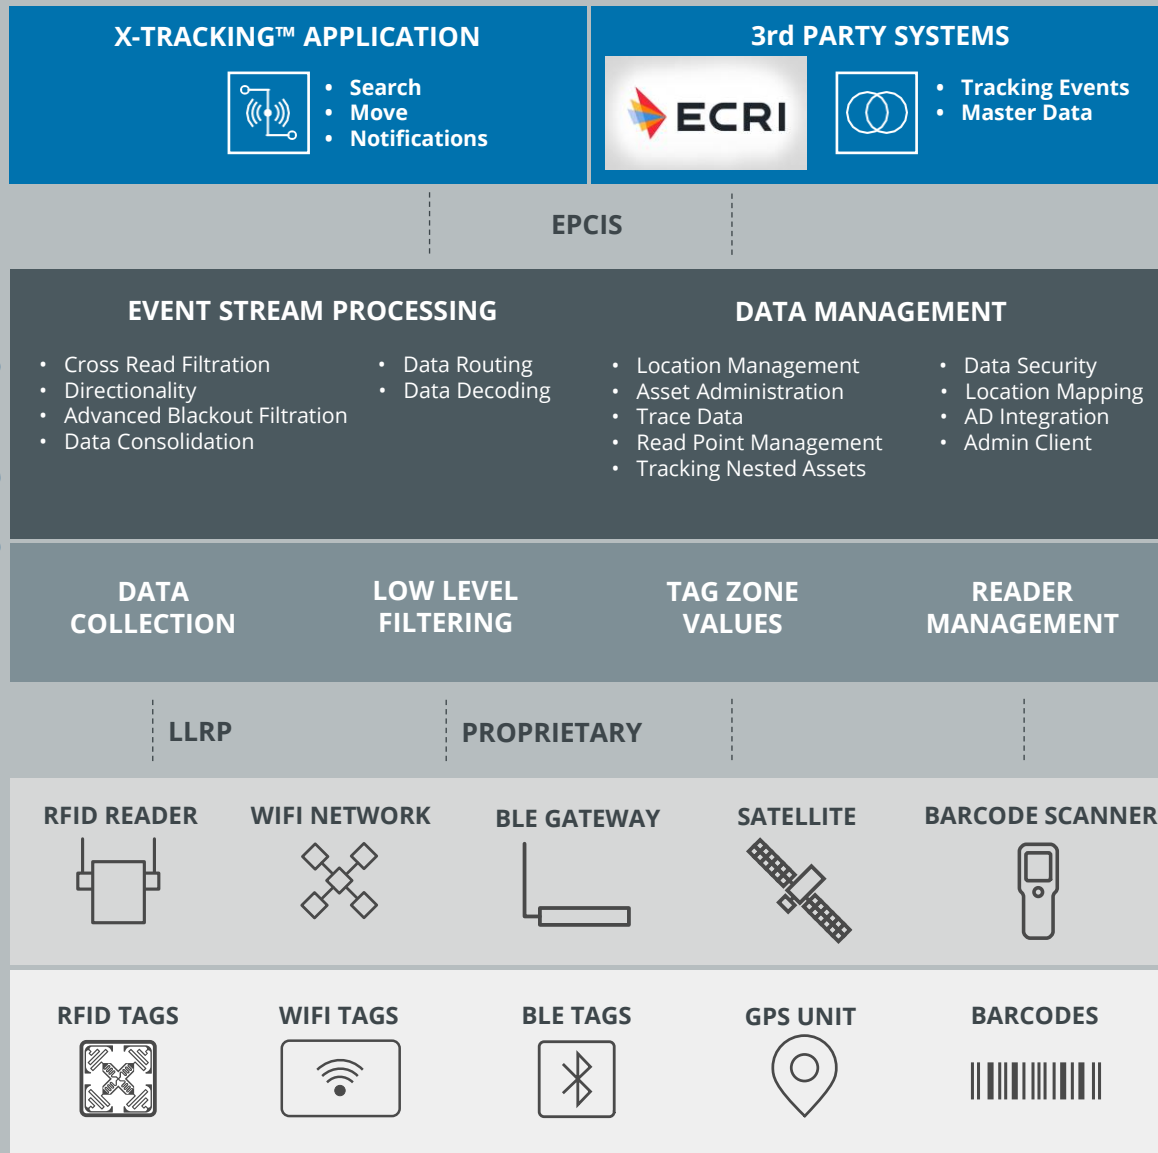 X-TRACKING™ APPLICATION
• Search
• Move
• Notifications
3rd PARTY SYSTEMS
ECRI
• Tracking Events
• Master Data
EPCIS
EVENT STREAM PROCESSING
• Cross Read Filtration
• Directionality
• Advanced Blackout Filtration
• Data Consolidation
• Data Routing
• Data Decoding
DATA MANAGEMENT
• Location Management
• Asset Administration
• Trace Data
• Read Point Management
• Tracking Nested Assets
• Data Security
• Location Mapping
• AD Integration
• Admin Client
DATA
COLLECTION
LOW LEVEL
FILTERING
TAG ZONE
VALUES
READER
MANAGEMENT
LLRP
PROPRIETARY
RFID READER
WIFI NETWORK
BLE GATEWAY
SATELLITE
BARCODE SCANNER
RFID TAGS
WIFI TAGS
BLE TAGS
GPS UNIT
BARCODES